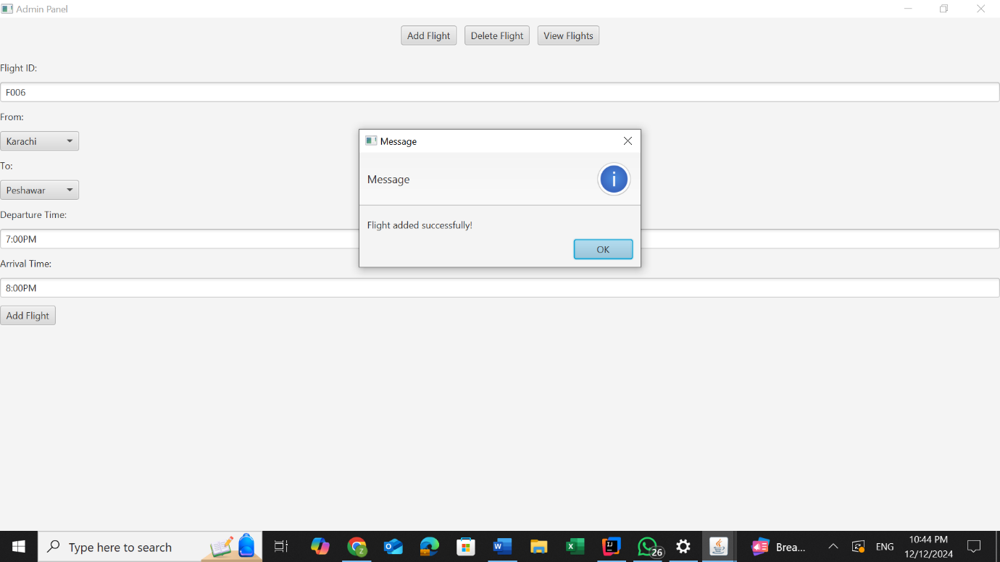 Admin Panel
Add Flight Delete Flight View Flights
Flight ID:
F006
From:
Karachi
To:
Peshawar
Departure Time:
7:00PM
Arrival Time:
8:00PM
Add Flight
Message
Message
Flight added successfully!
OK
Type here to search
26
Brea...
ENG
10:44 PM
12/12/2024